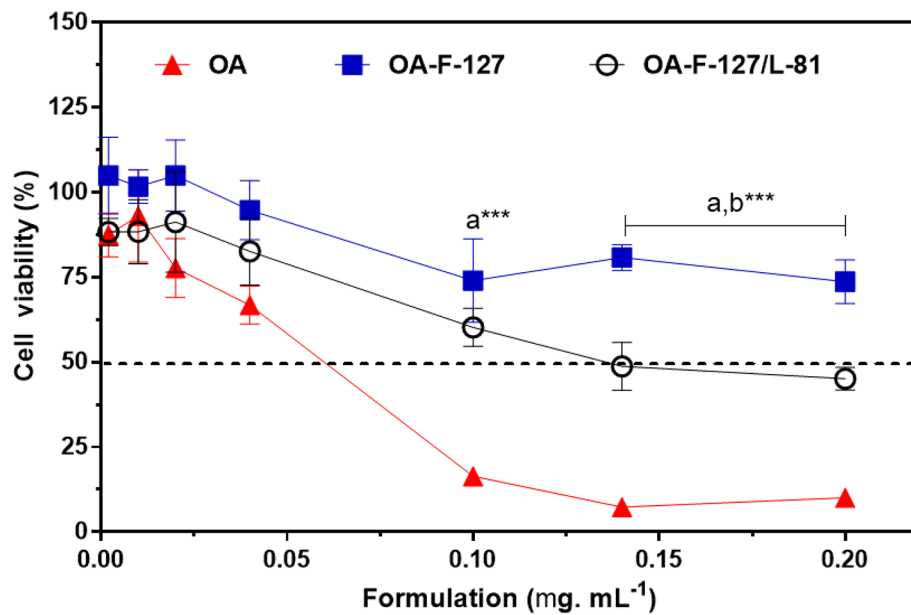 150
OA OA-F-127 OA-F-127/L-81
125
100
a***
a,b***
75
50
25
0
Cell viability (%)
0.00 0.05 0.10 0.15 0.20
Formulation (mg. mL⁻¹)